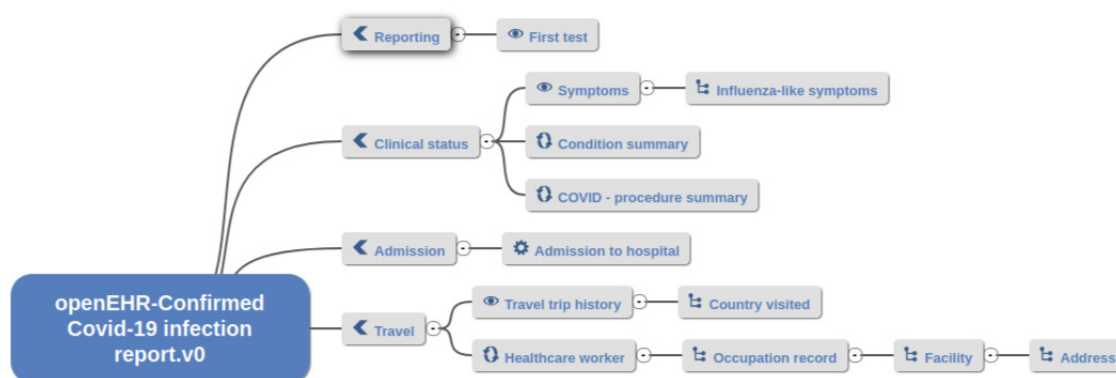 Reporting
First test
Symptoms
Influenza-like symptoms
Clinical status
Condition summary
COVID - procedure summary
Admission
Admission to hospital
openEHR-Confirmed
Covid-19 infection
report.v0
Travel
Travel trip history
Country visited
Healthcare worker
Occupation record
Facility
Address